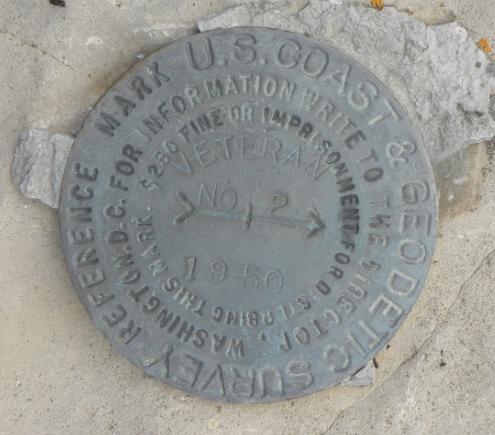 U.S. COAST & GEODETIC SURVEY REFERENCE MARK
FOR INFORMATION WRITE TO THE DIRECTOR, WASHINGTON, D.C.
$250 FINE OR IMPRISONMENT FOR DISTURBING THIS MARK.
VETERAN
NO. 2
1950